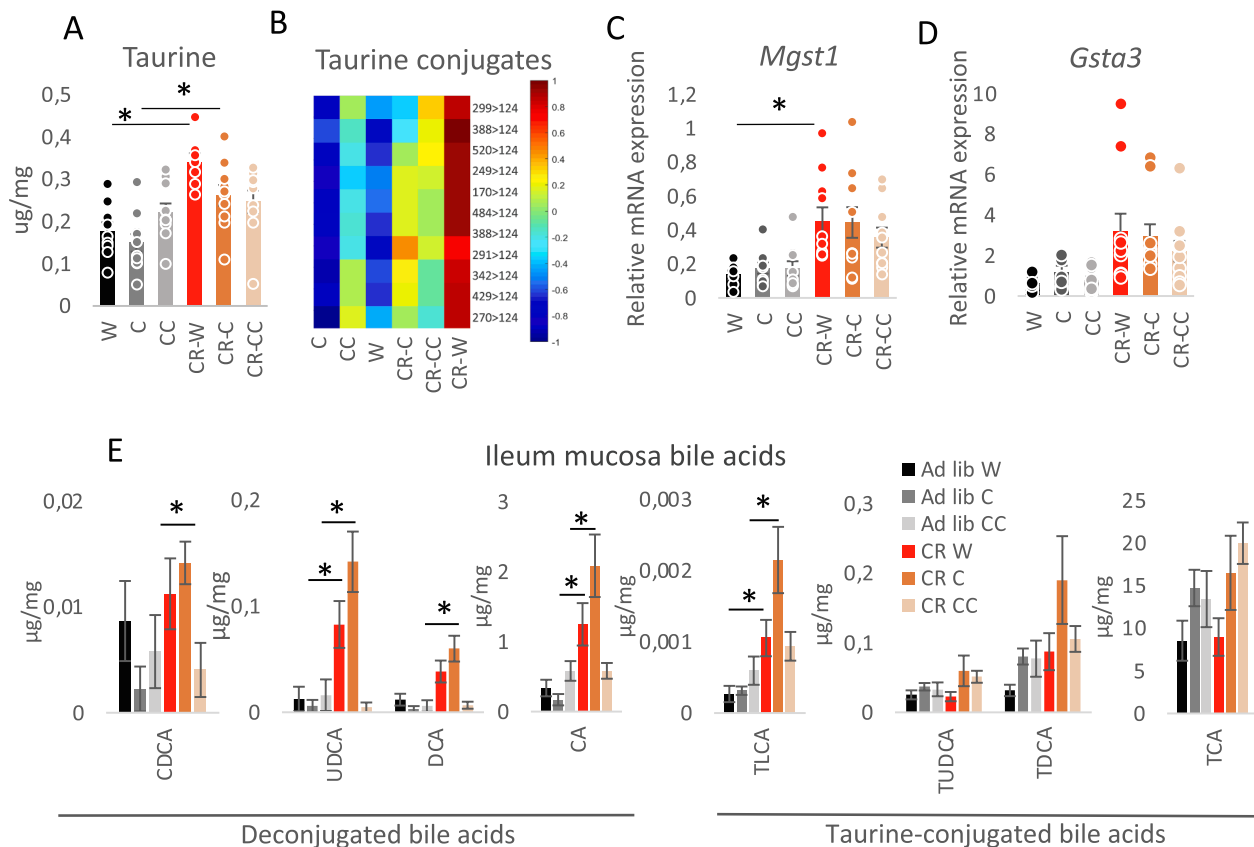 A
Taurine
ug/mg
0,5
0,4
0,3
0,2
0,1
0
*
*
W
C
CC
CR-W
CR-C
CR-CC
B
Taurine conjugates
299>124
388>124
520>124
249>124
170>124
484>124
388>124
291>124
342>124
429>124
270>124
1
0.8
0.6
0.4
0.2
0
-0.2
-0.4
-0.6
-0.8
-1
C
CC
W
CR-C
CR-CC
CR-W
C
Mgst1
Relative mRNA expression
1,2
1
0,8
0,6
0,4
0,2
0
*
W
C
CC
CR-W
CR-C
CR-CC
D
Gsta3
Relative mRNA expression
10
8
6
4
2
0
W
C
CC
CR-W
CR-C
CR-CC
E
Ileum mucosa bile acids
Ad lib W
Ad lib C
Ad lib CC
CR W
CR C
CR CC
µg/mg
0,02
0,01
0
*
CDCA
µg/mg
0,2
0,1
0
*
*
*
UDCA
DCA
µg/mg
3
2
1
0
*
*
CA
µg/mg
0,003
0,002
0,001
0
*
*
TLCA
µg/mg
0,3
0,2
0,1
0
TUDCA
TDCA
µg/mg
25
20
15
10
5
0
TCA
Deconjugated bile acids
Taurine-conjugated bile acids